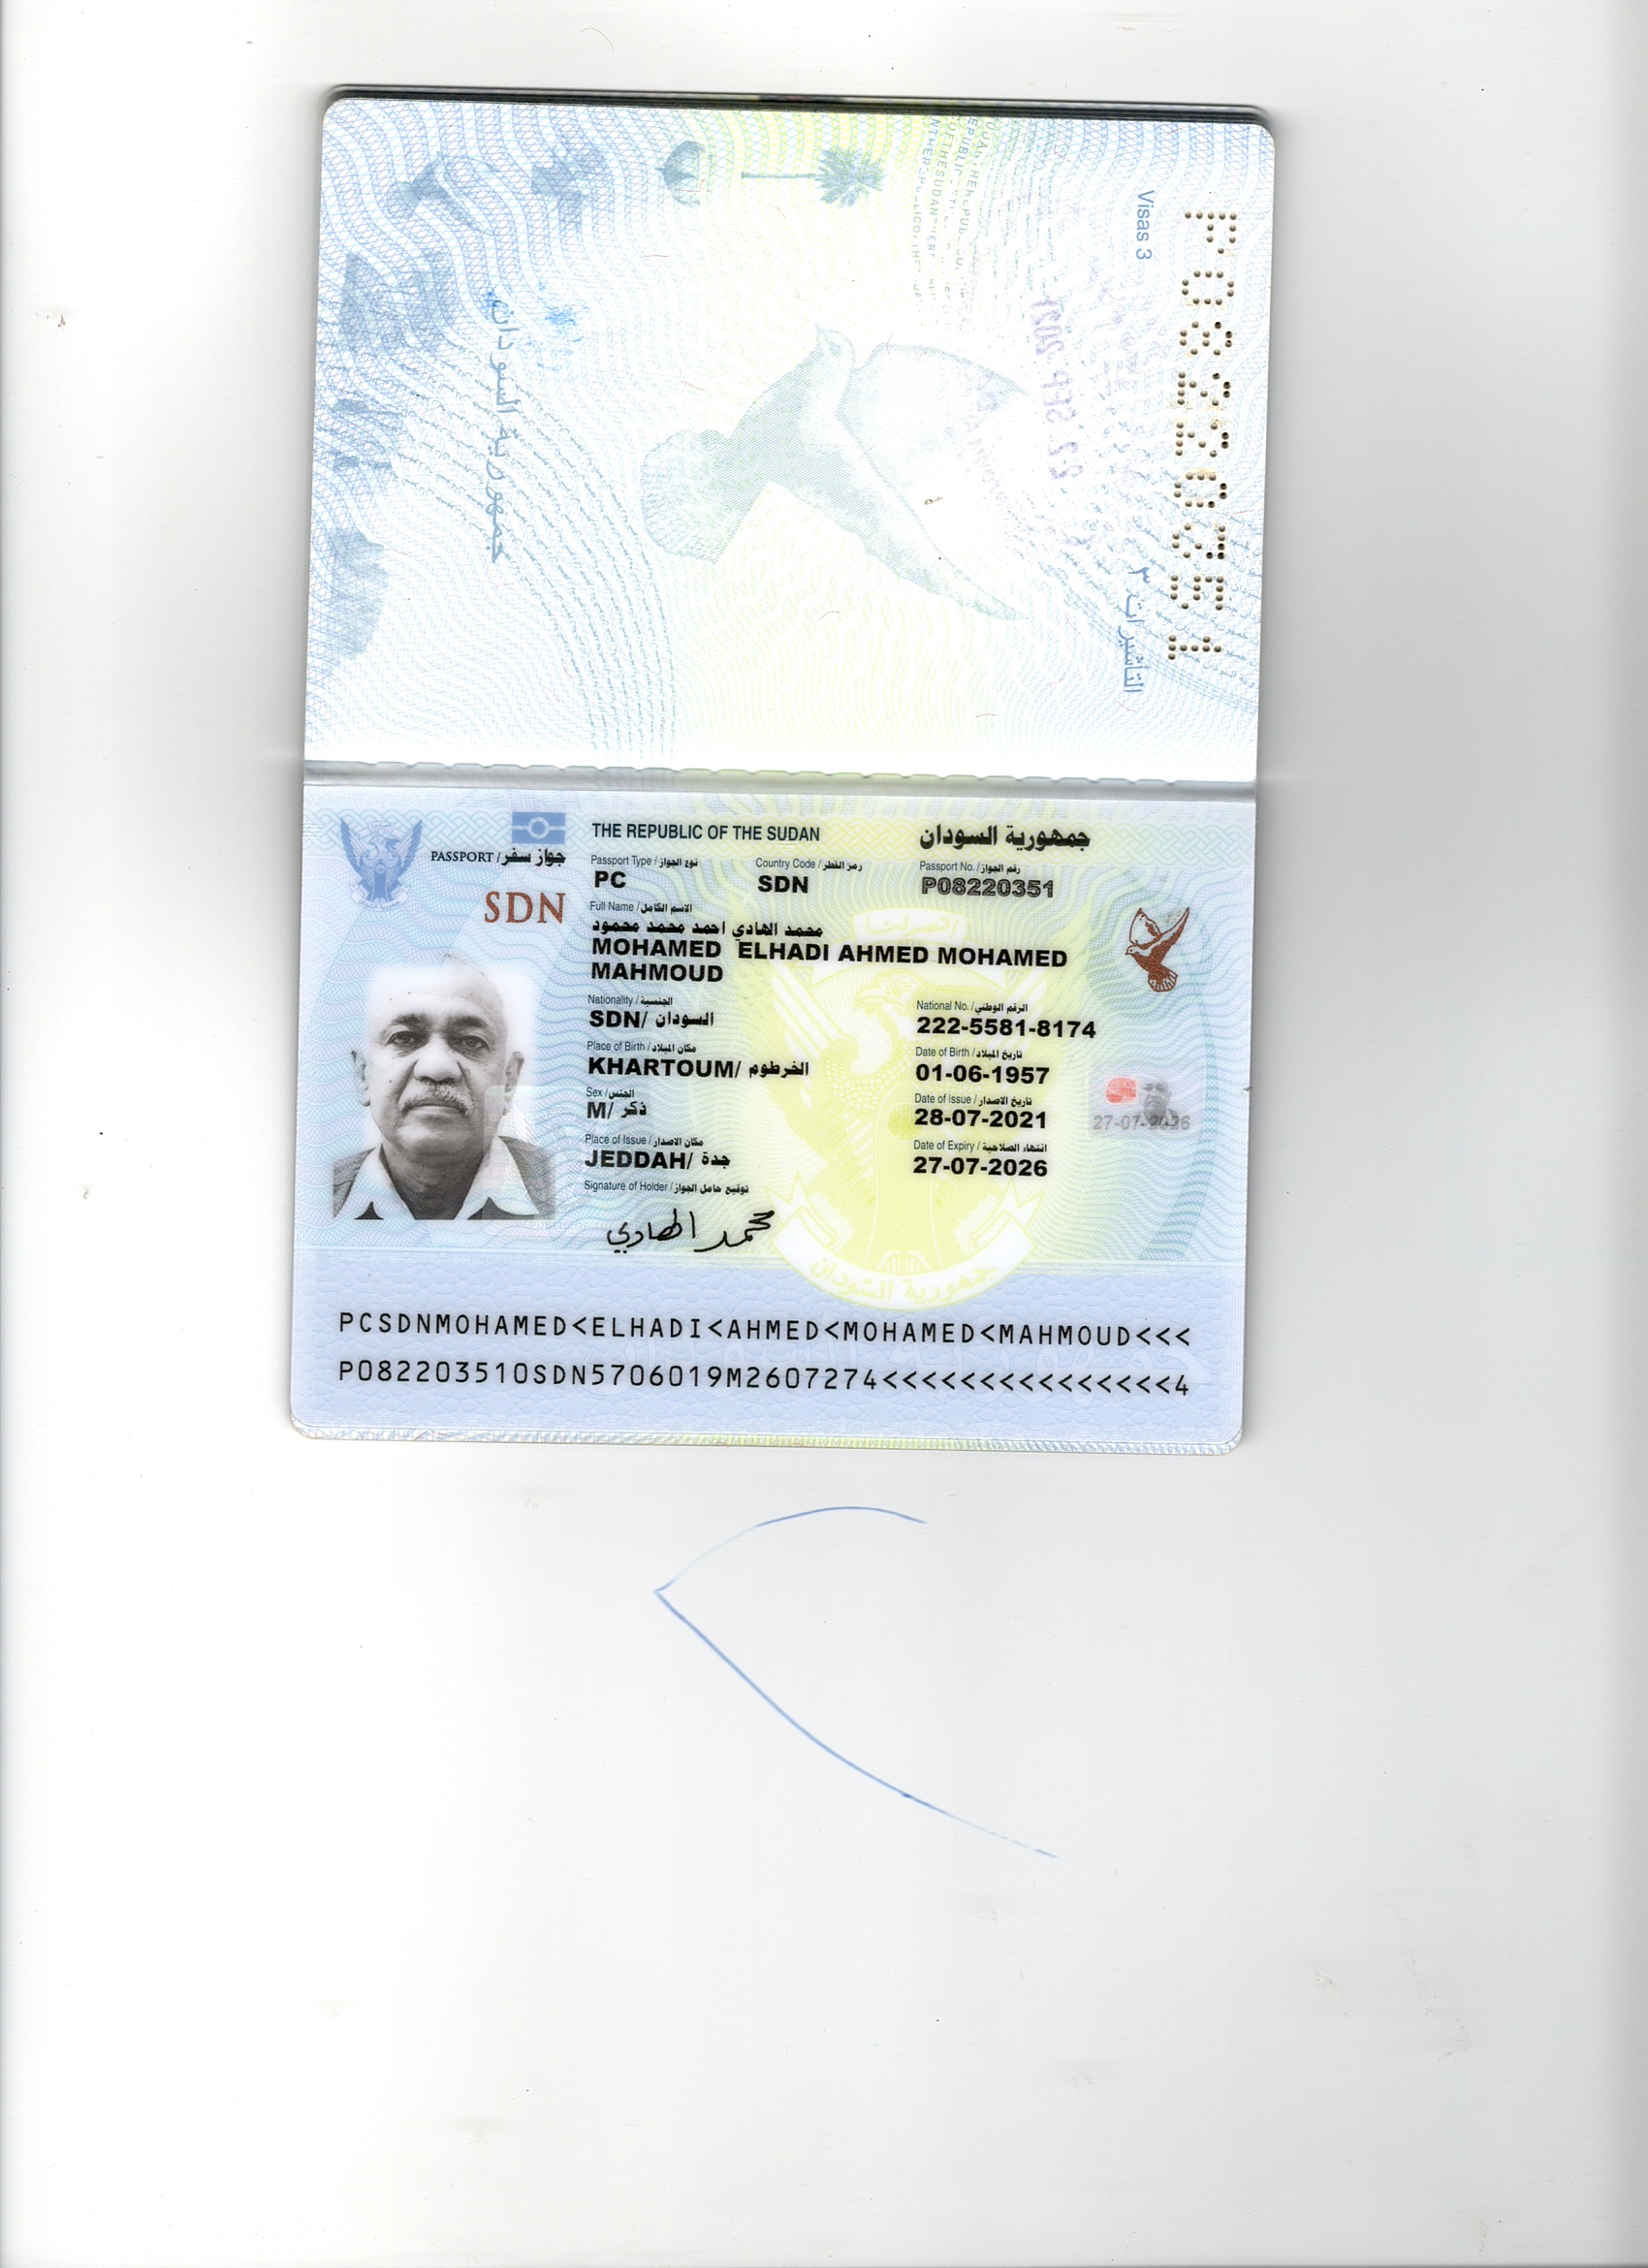 Visas 3
التأشيرات ٣
P08220351
جمهورية السودان
THE REPUBLIC OF THE SUDAN
جمهورية السودان
PASSPORT / جواز سفر
SDN
Passport Type / نوع الجواز
Country Code / رمز القطر
Passport No. / رقم الجواز
PC
SDN
P08220351
Full Name / الاسم الكامل
محمد الهادي احمد محمد محمود
MOHAMED ELHADI AHMED MOHAMED
MAHMOUD
Nationality / الجنسية
SDN/ السودان
National No. / الرقم الوطني
222-5581-8174
Place of Birth / مكان الميلاد
KHARTOUM/ الخرطوم
Date of Birth / تاريخ الميلاد
01-06-1957
Sex / الجنس
M/ ذكر
Date of Issue / تاريخ الاصدار
28-07-2021
27-07-2026
Place of Issue / مكان الاصدار
JEDDAH/ جدة
Date of Expiry / انتهاء الصلاحية
27-07-2026
Signature of Holder / توقيع حامل الجواز
محمد الهادي
جمهورية السودان
PCSDNMOHAMED<ELHADI<AHMED<MOHAMED<MAHMOUD<<<
P082203510SDN5706019M2607274<<<<<<<<<<<<<<<4